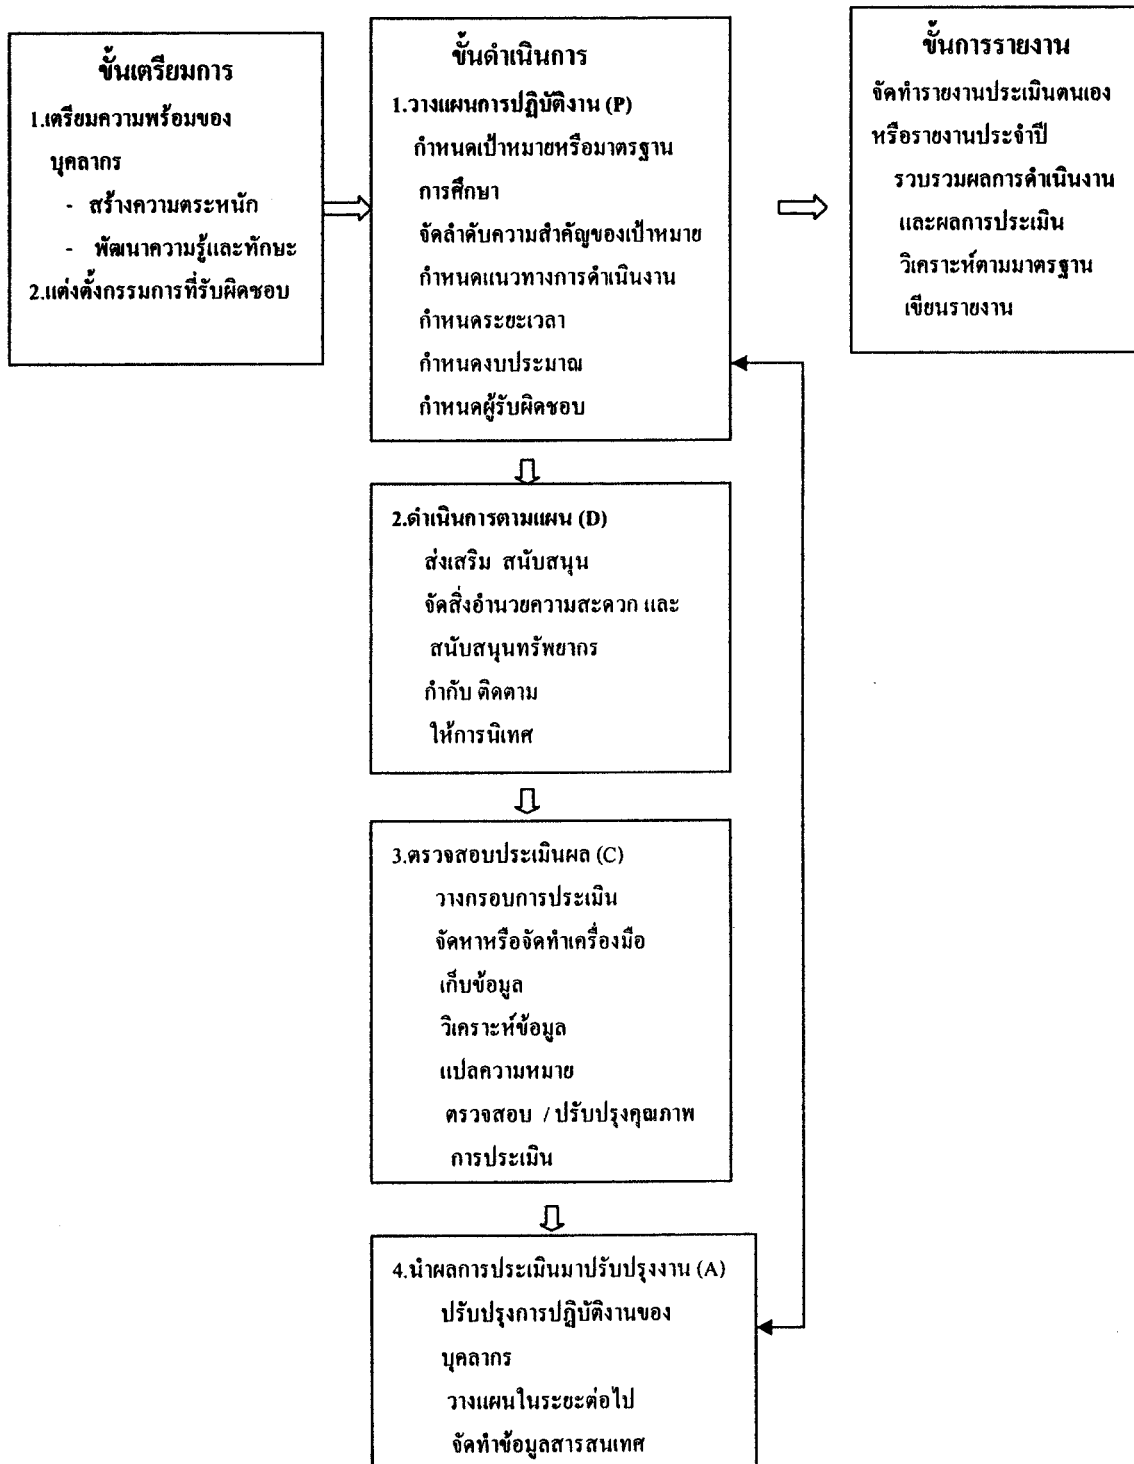 ขั้นเตรียมการ
1.เตรียมความพร้อมของ
บุคลากร
- สร้างความตระหนัก
- พัฒนาความรู้และทักษะ
2.แต่งตั้งกรรมการที่รับผิดชอบ
ขั้นดำเนินการ
1.วางแผนการปฏิบัติงาน (P)
กำหนดเป้าหมายหรือมาตรฐาน
การศึกษา
จัดลำดับความสำคัญของเป้าหมาย
กำหนดแนวทางการดำเนินงาน
กำหนดระยะเวลา
กำหนดงบประมาณ
กำหนดผู้รับผิดชอบ
2.ดำเนินการตามแผน (D)
ส่งเสริม สนับสนุน
จัดสิ่งอำนวยความสะดวก และ
สนับสนุนทรัพยากร
กำกับ ติดตาม
ให้การนิเทศ
3.ตรวจสอบประเมินผล (C)
วางกรอบการประเมิน
จัดหาหรือจัดทำเครื่องมือ
เก็บข้อมูล
วิเคราะห์ข้อมูล
แปลความหมาย
ตรวจสอบ / ปรับปรุงคุณภาพ
การประเมิน
4.นำผลการประเมินมาปรับปรุงงาน (A)
ปรับปรุงการปฎิบัติงานของ
บุคลากร
วางแผนในระยะต่อไป
จัดทำข้อมูลสารสนเทศ
ขั้นการรายงาน
จัดทำรายงานประเมินตนเอง
หรือรายงานประจำปี
รวบรวมผลการดำเนินงาน
และผลการประเมิน
วิเคราะห์ตามมาตรฐาน
เขียนรายงาน